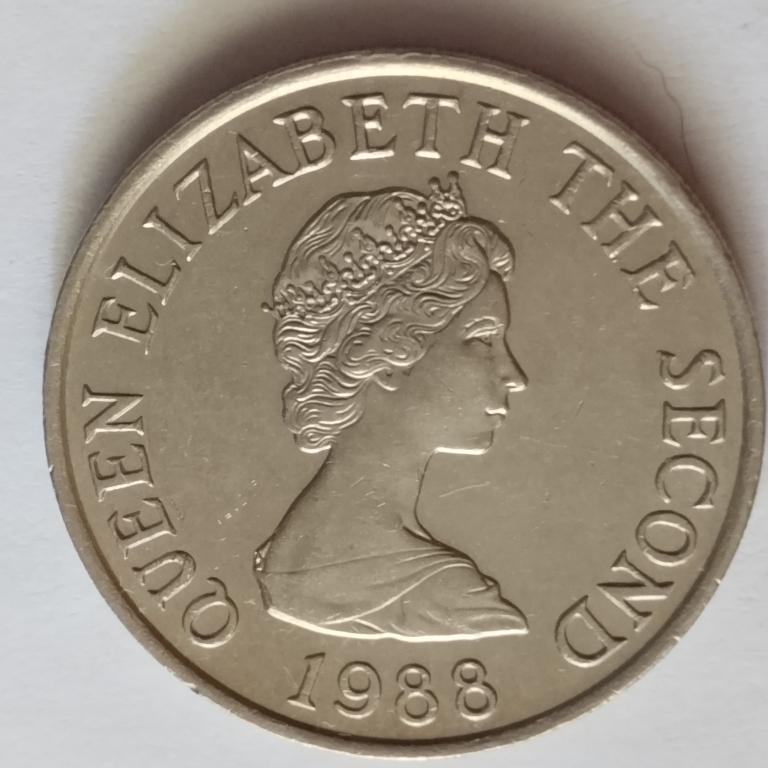 QUEEN ELIZABETH THE SECOND
1988